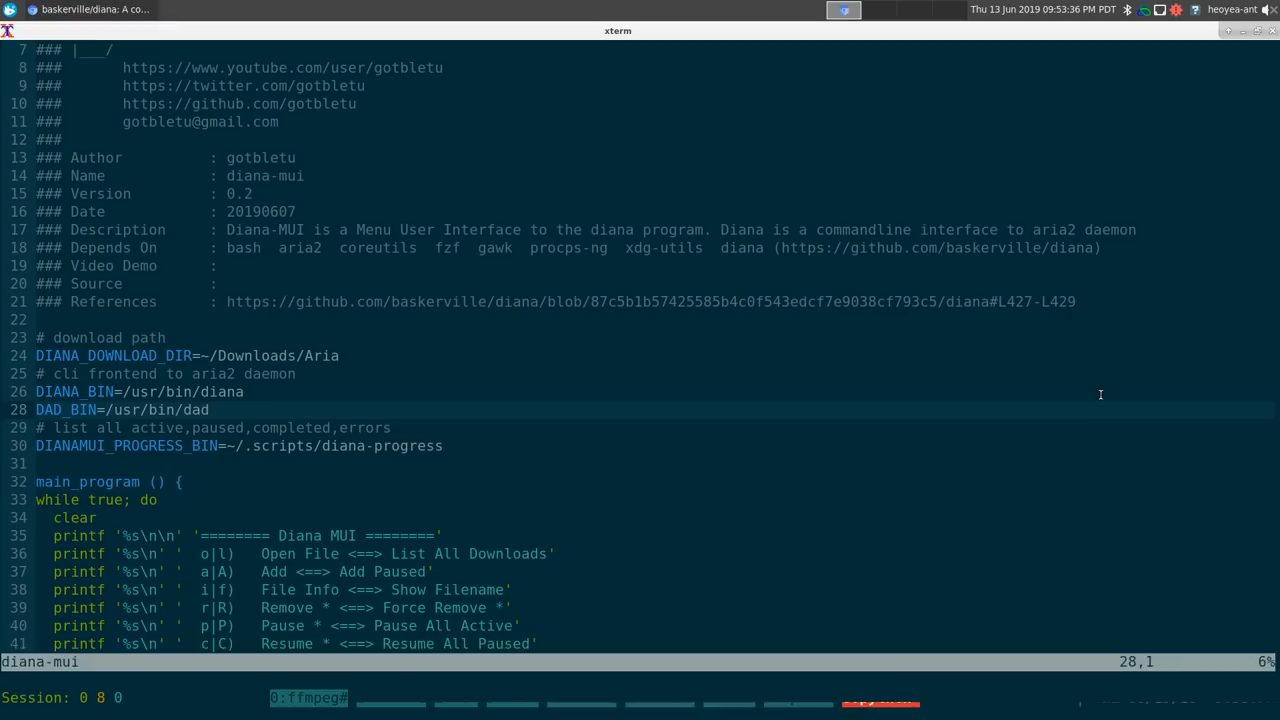 baskerville/diana: A co...
Thu 13 Jun 2019 09:53:36 PM PDT
heoyea-ant
xterm
7 ### |___/
8 ###       https://www.youtube.com/user/gotbletu
9 ###       https://twitter.com/gotbletu
10 ###       https://github.com/gotbletu
11 ###       gotbletu@gmail.com
12 ###
13 ### Author          : gotbletu
14 ### Name            : diana-mui
15 ### Version         : 0.2
16 ### Date            : 20190607
17 ### Description     : Diana-MUI is a Menu User Interface to the diana program. Diana is a commandline interface to aria2 daemon
18 ### Depends On      : bash  aria2  coreutils  fzf  gawk  procps-ng  xdg-utils  diana (https://github.com/baskerville/diana)
19 ### Video Demo      :
20 ### Source          :
21 ### References      : https://github.com/baskerville/diana/blob/87c5b1b57425585b4c0f543edcf7e9038cf793c5/diana#L427-L429
22
23 # download path
24 DIANA_DOWNLOAD_DIR=~/Downloads/Aria
25 # cli frontend to aria2 daemon
26 DIANA_BIN=/usr/bin/diana
28 DAD_BIN=/usr/bin/dad
29 # list all active,paused,completed,errors
30 DIANAMUI_PROGRESS_BIN=~/.scripts/diana-progress
31
32 main_program () {
33 while true; do
34   clear
35   printf '%s\n\n' '======== Diana MUI ========'
36   printf '%s\n' '  o|l)   Open File <==> List All Downloads'
37   printf '%s\n' '  a|A)   Add <==> Add Paused'
38   printf '%s\n' '  i|f)   File Info <==> Show Filename'
39   printf '%s\n' '  r|R)   Remove * <==> Force Remove *'
40   printf '%s\n' '  p|P)   Pause * <==> Pause All Active'
41   printf '%s\n' '  c|C)   Resume * <==> Resume All Paused'
diana-mui 28,1 6%
Session: 0 8 0 0:ffmpeg#